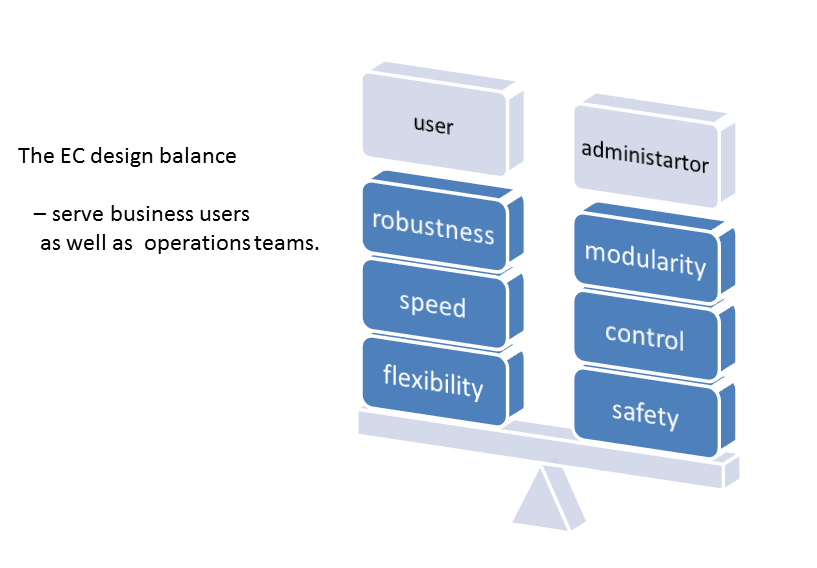 The EC design balance
– serve business users
as well as operations teams.
user
robustness
speed
flexibility
administartor
modularity
control
safety